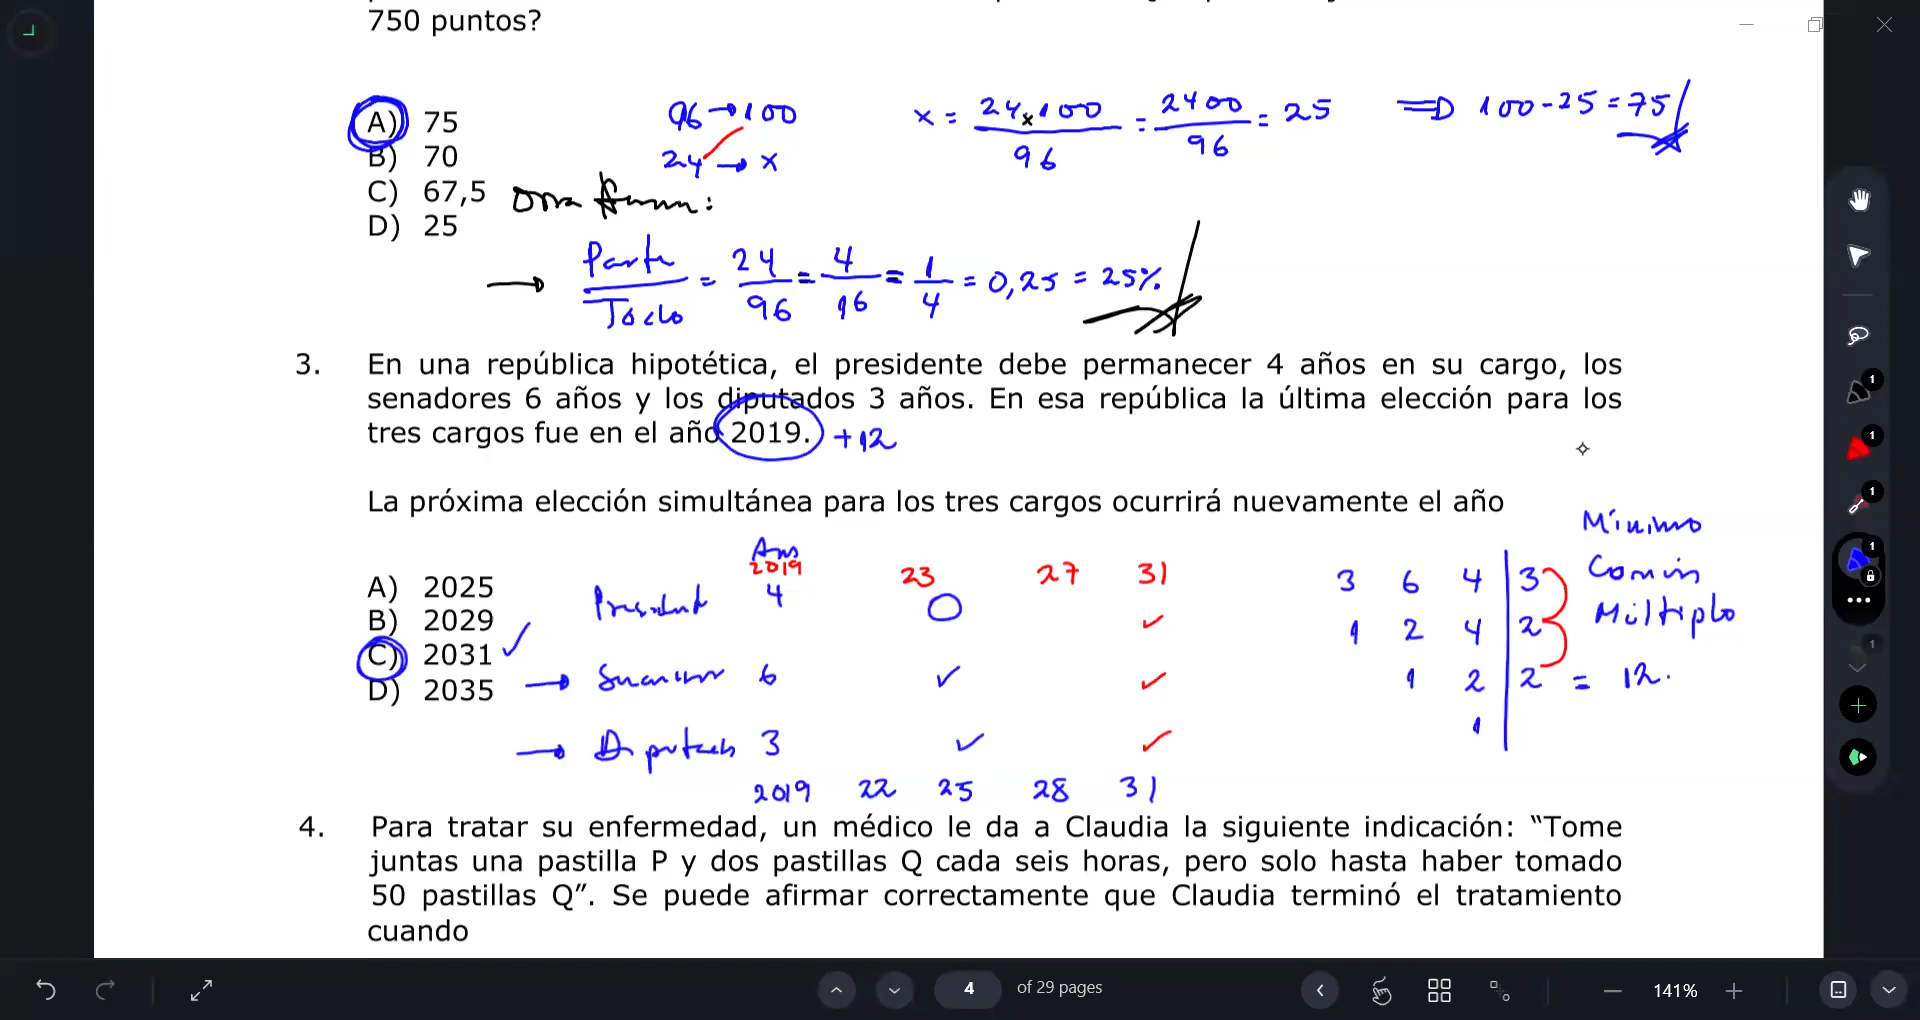 750 puntos?
A) 75
B) 70
C) 67,5
D) 25
96 → 100
24 → x
x = 24 x 100 / 96 = 2400 / 96 = 25 ⇒ 100 - 25 = 75
Otra forma:
→ Parte / Todo = 24 / 96 = 4 / 16 = 1 / 4 = 0,25 = 25%
3. En una república hipotética, el presidente debe permanecer 4 años en su cargo, los
senadores 6 años y los diputados 3 años. En esa república la última elección para los
tres cargos fue en el año 2019. +12
La próxima elección simultánea para los tres cargos ocurrirá nuevamente el año
A) 2025
B) 2029
C) 2031 ✓
D) 2035
2019 23 27 31
President 4 ✓
→ 6 ✓ ✓
→ Diputados 3 ✓ ✓
2019 22 25 28 31
3 6 4 3
1 2 4 2
1 2 2 = 12.
1
Mínimo
Común
Múltiplo
4. Para tratar su enfermedad, un médico le da a Claudia la siguiente indicación: “Tome
juntas una pastilla P y dos pastillas Q cada seis horas, pero solo hasta haber tomado
50 pastillas Q”. Se puede afirmar correctamente que Claudia terminó el tratamiento
cuando
1
1
1
1
1
4 of 29 pages
141%